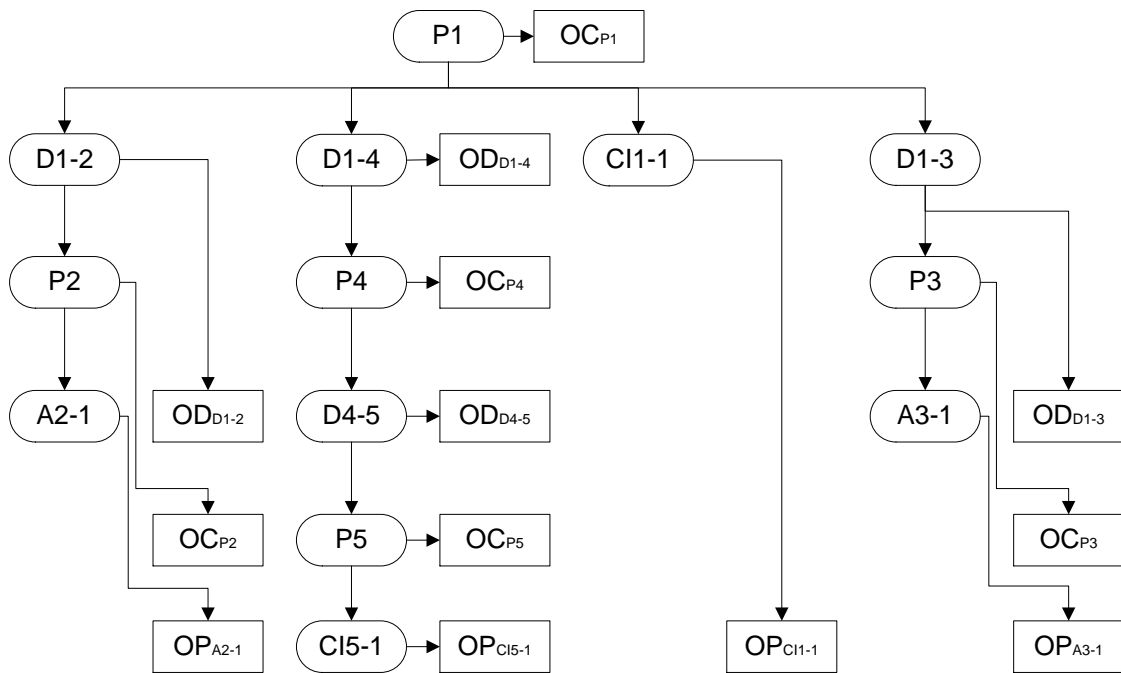 P1 OCP1
D1-2 D1-4 ODD1-4 CI1-1 D1-3
P2 P4 OCP4 P3
A2-1 ODD1-2 D4-5 ODD4-5 A3-1 ODD1-3
OCP2 P5 OCP5 OCP3
OPA2-1 CI5-1 OPCI5-1 OPCI1-1 OPA3-1